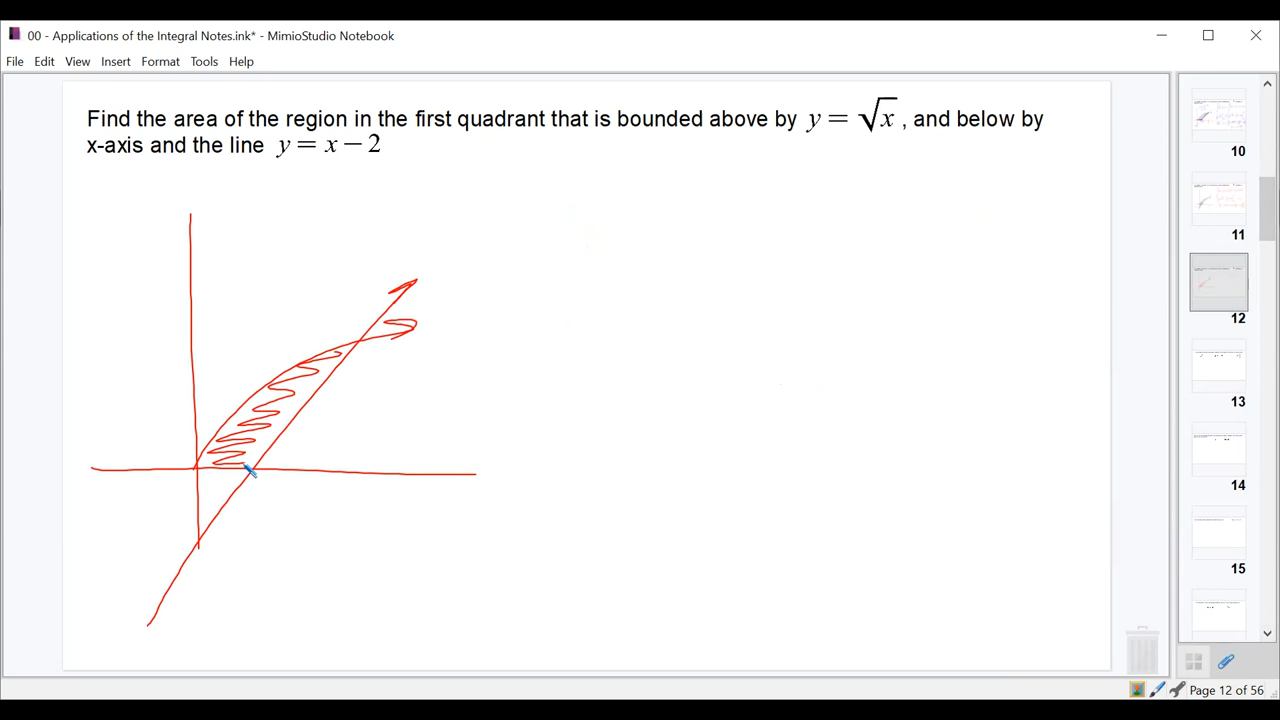 00 - Applications of the Integral Notes.ink* - MimioStudio Notebook
File Edit View Insert Format Tools Help
Find the area of the region in the first quadrant that is bounded above by y = √x , and below by
x-axis and the line y = x − 2
10
11
12
13
14
15
Page 12 of 56